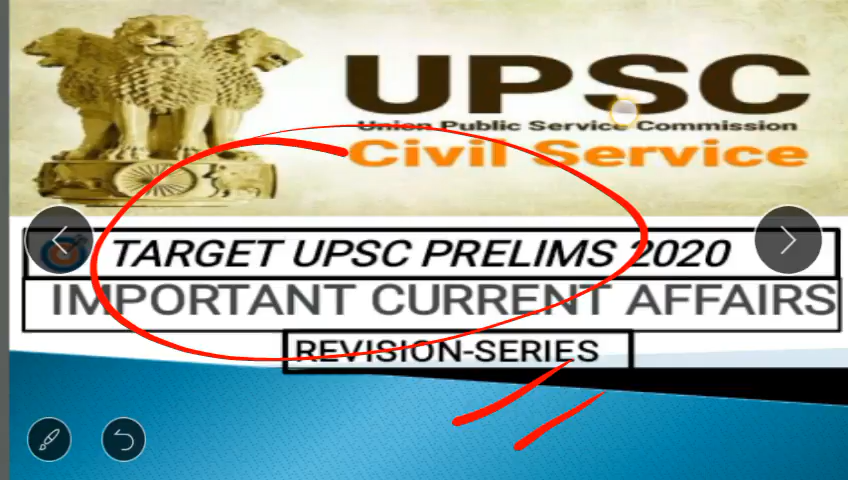 UPSC
Union Public Service Commission
Civil Service
TARGET UPSC PRELIMS 2020
IMPORTANT CURRENT AFFAIRS
REVISION-SERIES